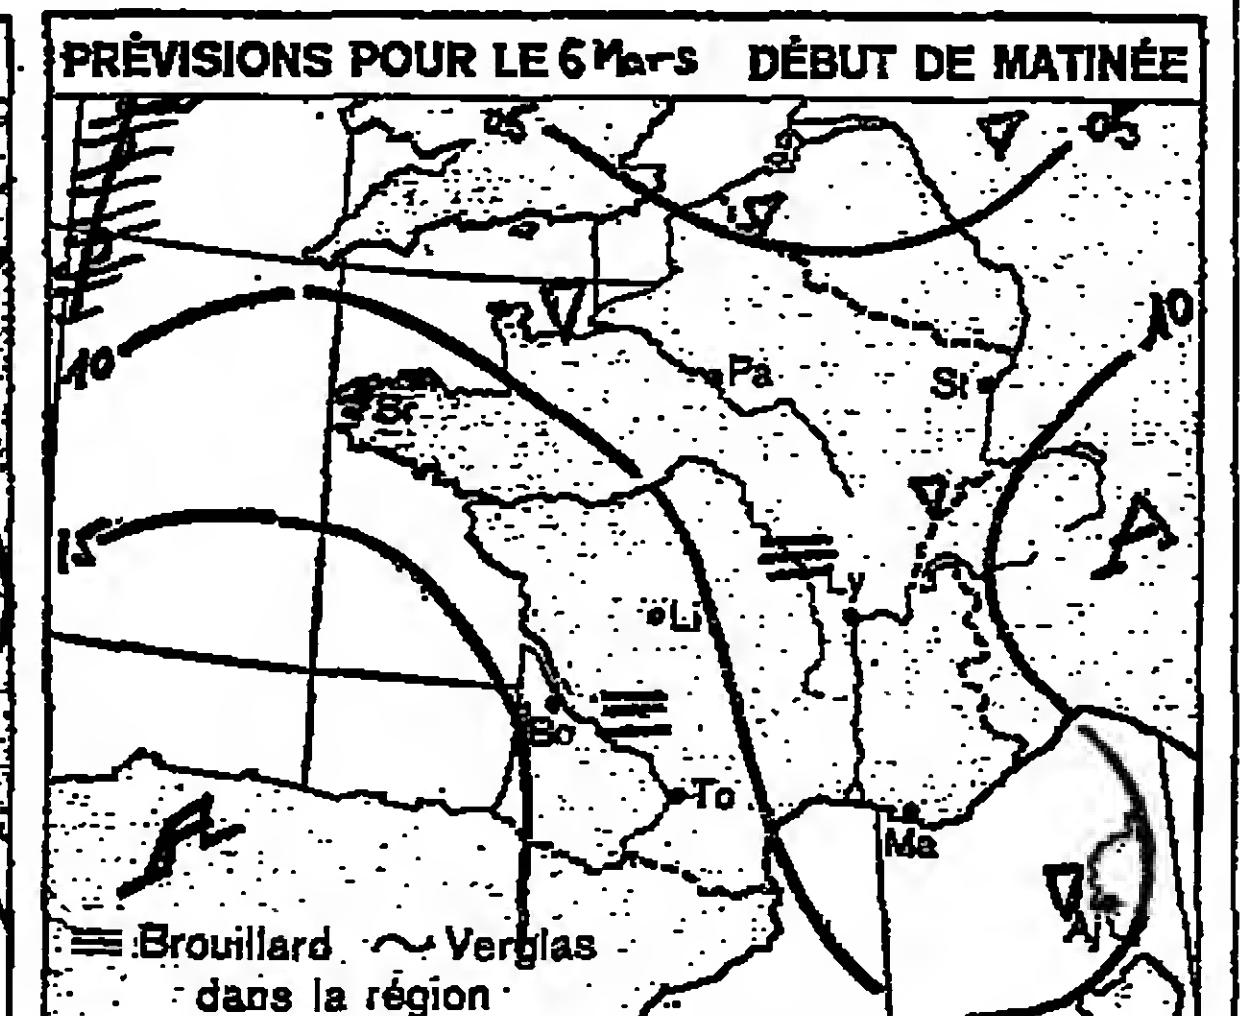 PRÉVISIONS POUR LE 6 Mars DÉBUT DE MATINÉE
05
05
10
10
Pa
St
Br
15
Ly
Li
Bo
To
Ma
Aj
Brouillard Verglas
dans la région